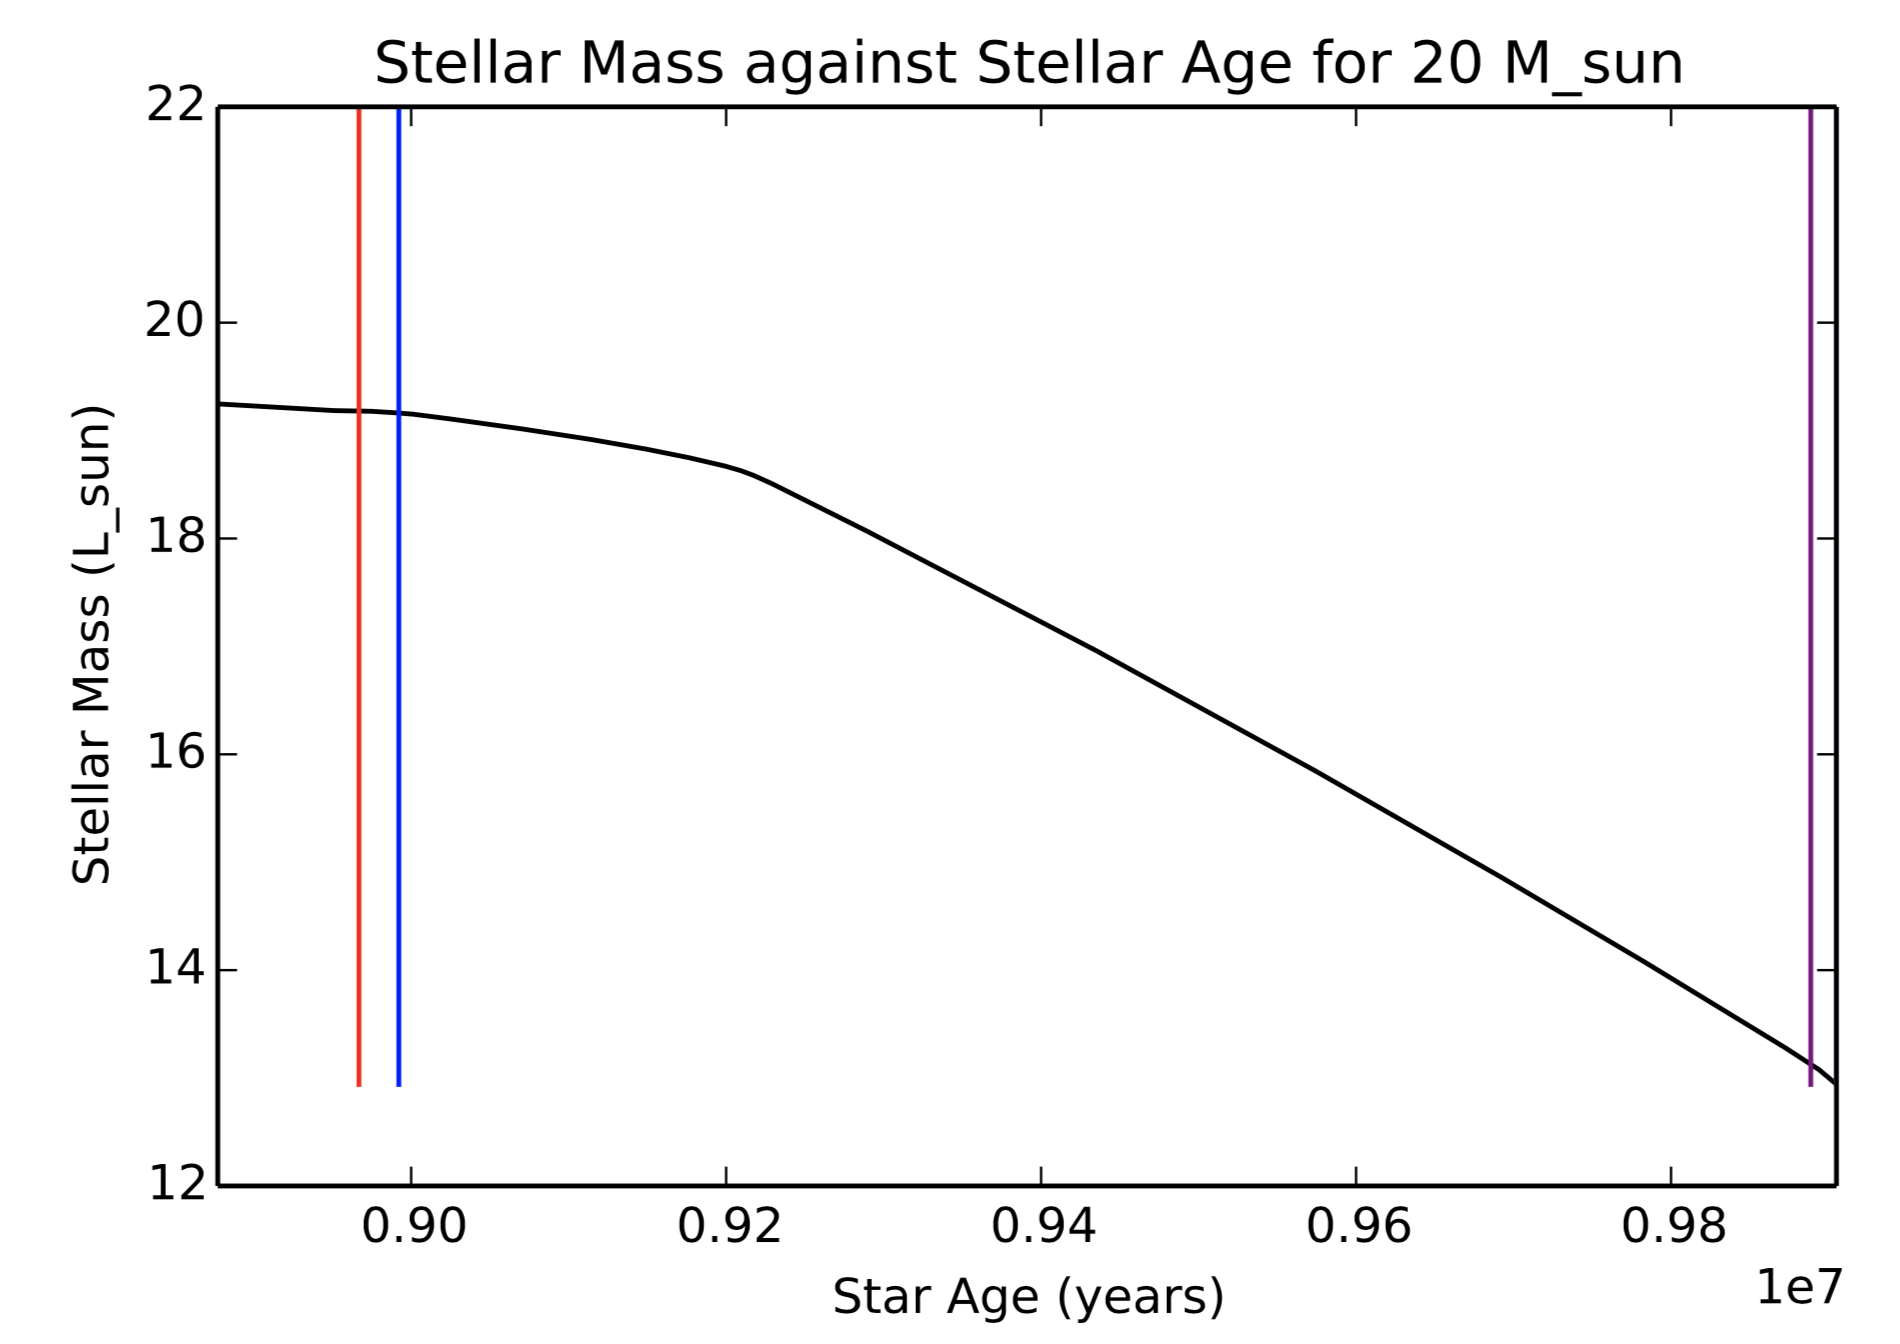 Stellar Mass against Stellar Age for 20 M_sun
22
20
18
16
14
12
Stellar Mass (L_sun)
0.90 0.92 0.94 0.96 0.98
1e7
Star Age (years)